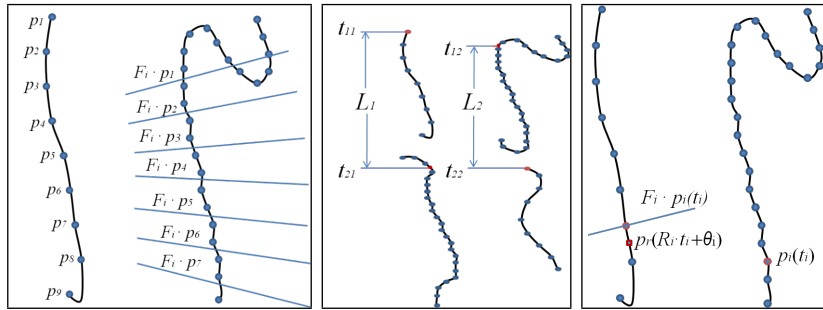 p1
p2
p3
p4
p5
p6
p7
p8
p9
Fi · p1
Fi · p2
Fi · p3
Fi · p4
Fi · p5
Fi · p6
Fi · p7
t11
t12
L1
L2
t21
t22
Fi · pi(ti)
pr(Ri· ti+θi)
pi(ti)